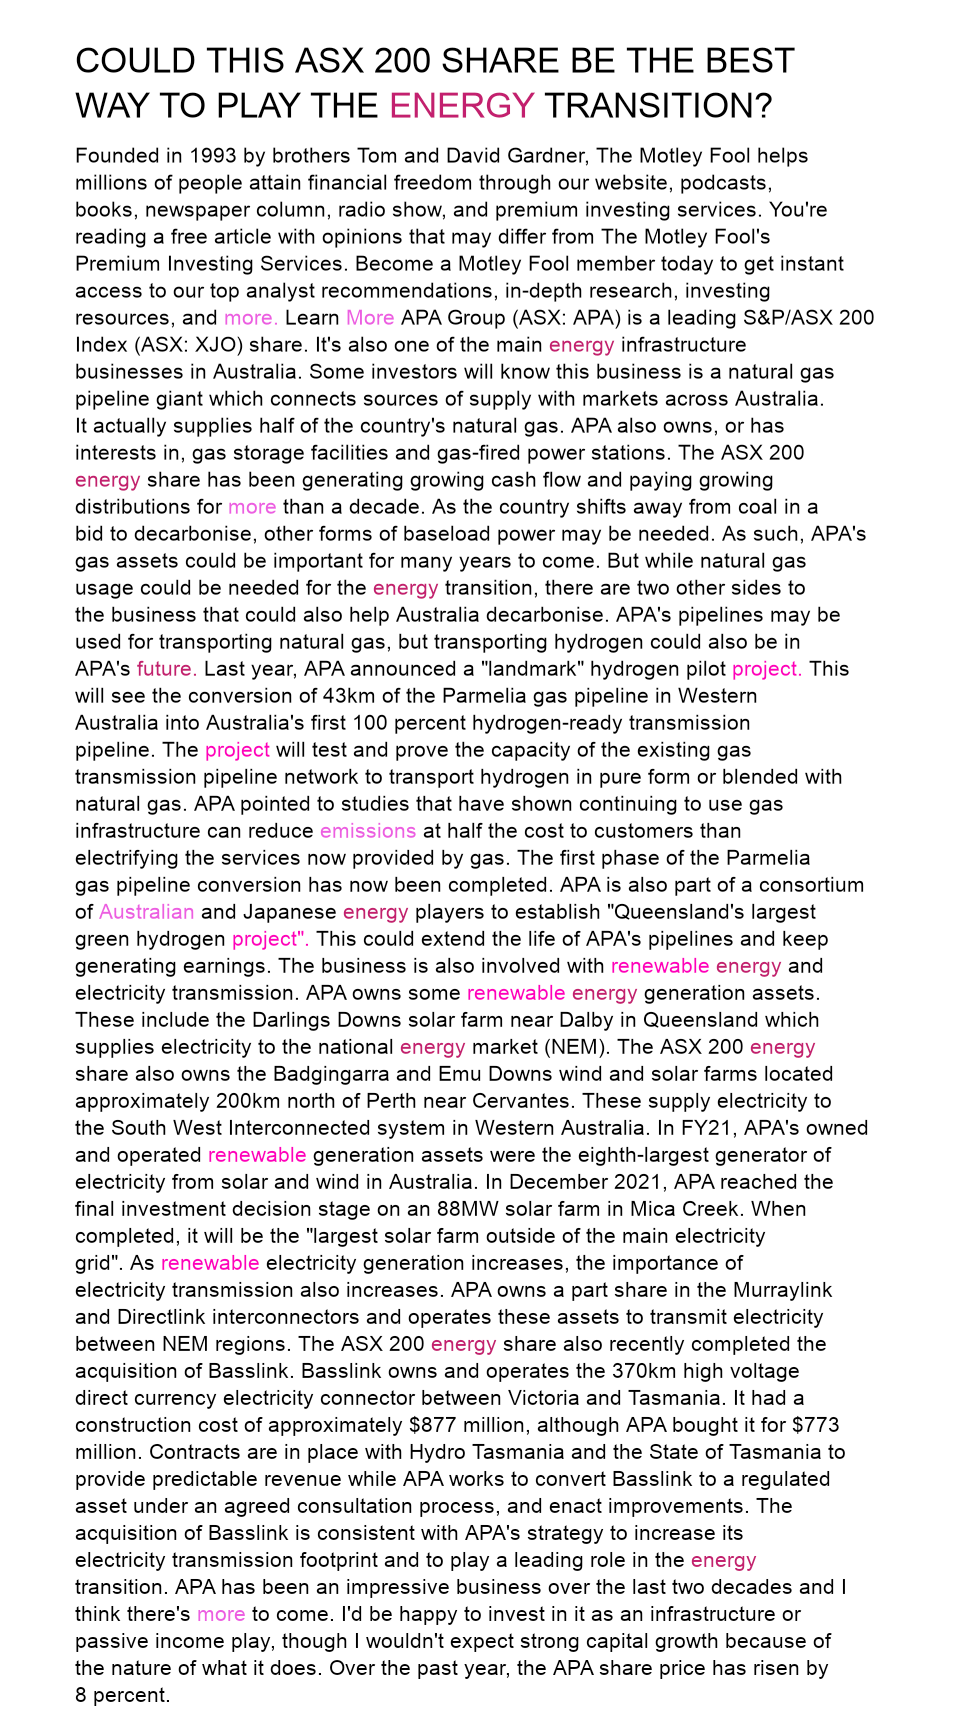 COULD THIS ASX 200 SHARE BE THE BEST
WAY TO PLAY THE ENERGY TRANSITION?
Founded in 1993 by brothers Tom and David Gardner, The Motley Fool helps
millions of people attain financial freedom through our website, podcasts,
books, newspaper column, radio show, and premium investing services. You're
reading a free article with opinions that may differ from The Motley Fool's
Premium Investing Services. Become a Motley Fool member today to get instant
access to our top analyst recommendations, in-depth research, investing
resources, and more. Learn More APA Group (ASX: APA) is a leading S&P/ASX 200
Index (ASX: XJO) share. It's also one of the main energy infrastructure
businesses in Australia. Some investors will know this business is a natural gas
pipeline giant which connects sources of supply with markets across Australia.
It actually supplies half of the country's natural gas. APA also owns, or has
interests in, gas storage facilities and gas-fired power stations. The ASX 200
energy share has been generating growing cash flow and paying growing
distributions for more than a decade. As the country shifts away from coal in a
bid to decarbonise, other forms of baseload power may be needed. As such, APA's
gas assets could be important for many years to come. But while natural gas
usage could be needed for the energy transition, there are two other sides to
the business that could also help Australia decarbonise. APA's pipelines may be
used for transporting natural gas, but transporting hydrogen could also be in
APA's future. Last year, APA announced a "landmark" hydrogen pilot project. This
will see the conversion of 43km of the Parmelia gas pipeline in Western
Australia into Australia's first 100 percent hydrogen-ready transmission
pipeline. The project will test and prove the capacity of the existing gas
transmission pipeline network to transport hydrogen in pure form or blended with
natural gas. APA pointed to studies that have shown continuing to use gas
infrastructure can reduce emissions at half the cost to customers than
electrifying the services now provided by gas. The first phase of the Parmelia
gas pipeline conversion has now been completed. APA is also part of a consortium
of Australian and Japanese energy players to establish "Queensland's largest
green hydrogen project". This could extend the life of APA's pipelines and keep
generating earnings. The business is also involved with renewable energy and
electricity transmission. APA owns some renewable energy generation assets.
These include the Darlings Downs solar farm near Dalby in Queensland which
supplies electricity to the national energy market (NEM). The ASX 200 energy
share also owns the Badgingarra and Emu Downs wind and solar farms located
approximately 200km north of Perth near Cervantes. These supply electricity to
the South West Interconnected system in Western Australia. In FY21, APA's owned
and operated renewable generation assets were the eighth-largest generator of
electricity from solar and wind in Australia. In December 2021, APA reached the
final investment decision stage on an 88MW solar farm in Mica Creek. When
completed, it will be the "largest solar farm outside of the main electricity
grid". As renewable electricity generation increases, the importance of
electricity transmission also increases. APA owns a part share in the Murraylink
and Directlink interconnectors and operates these assets to transmit electricity
between NEM regions. The ASX 200 energy share also recently completed the
acquisition of Basslink. Basslink owns and operates the 370km high voltage
direct currency electricity connector between Victoria and Tasmania. It had a
construction cost of approximately $877 million, although APA bought it for $773
million. Contracts are in place with Hydro Tasmania and the State of Tasmania to
provide predictable revenue while APA works to convert Basslink to a regulated
asset under an agreed consultation process, and enact improvements. The
acquisition of Basslink is consistent with APA's strategy to increase its
electricity transmission footprint and to play a leading role in the energy
transition. APA has been an impressive business over the last two decades and I
think there's more to come. I'd be happy to invest in it as an infrastructure or
passive income play, though I wouldn't expect strong capital growth because of
the nature of what it does. Over the past year, the APA share price has risen by
8 percent.